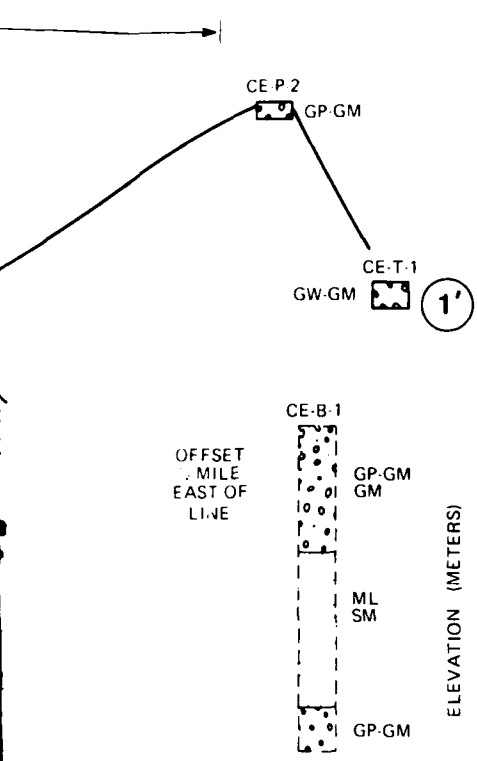 CE-P-2
GP-GM
CE-T-1
GW-GM
1'
CE-B-1
OFFSET
MILE
EAST OF
LINE
GP-GM
GM
ML
SM
GP-GM
ELEVATION (METERS)